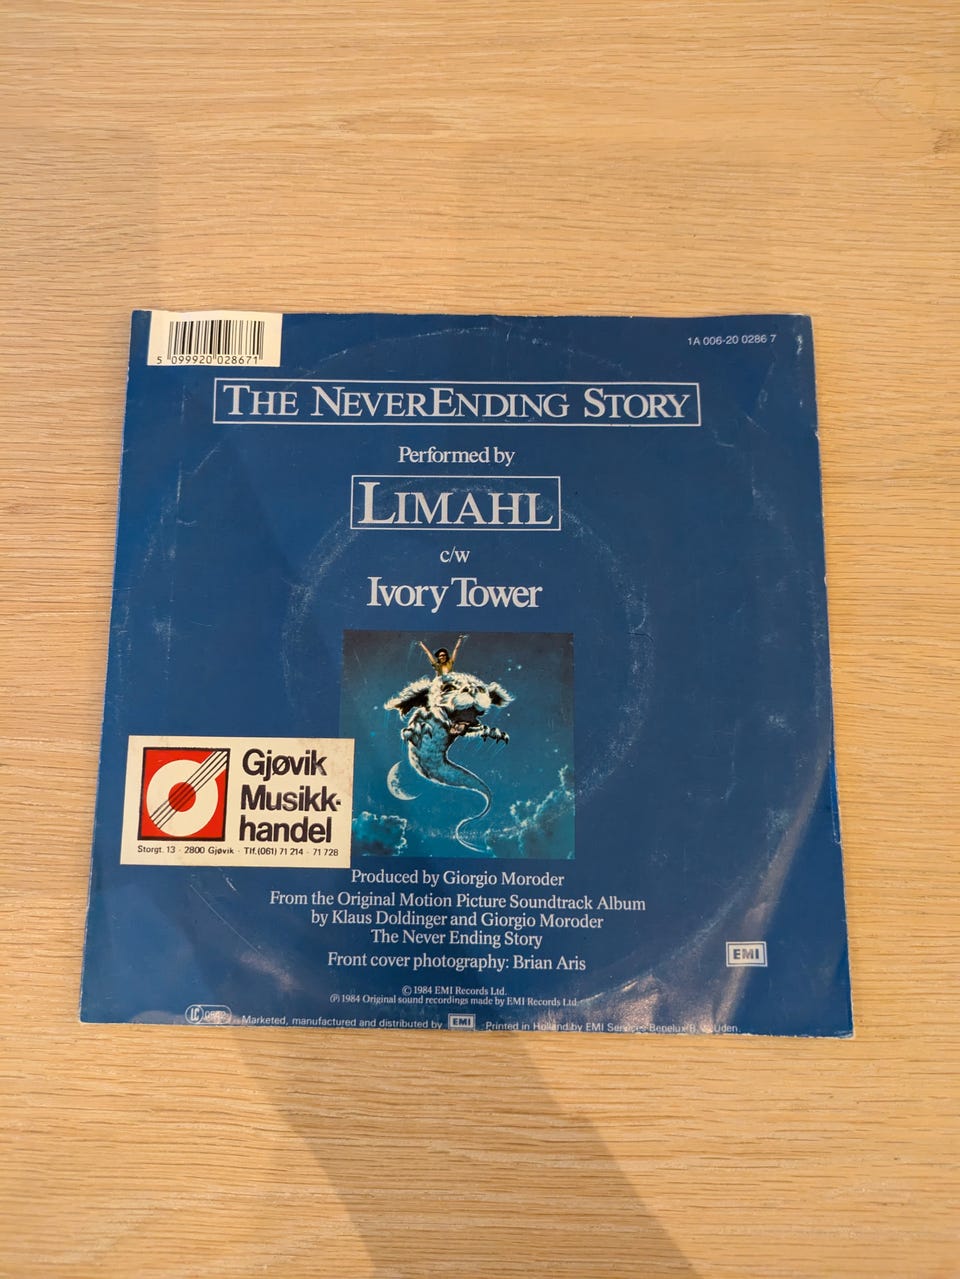 5 099920 028671
1A 006-20 0286 7
THE NEVERENDING STORY
Performed by
LIMAHL
c/w
Ivory Tower
Gjøvik
Musikk-
handel
Storgt. 13 · 2800 Gjøvik · Tlf. (061) 71 214 · 71 728
Produced by Giorgio Moroder
From the Original Motion Picture Soundtrack Album
by Klaus Doldinger and Giorgio Moroder
The Never Ending Story
Front cover photography: Brian Aris
EMI
© 1984 EMI Records Ltd.
℗ 1984 Original sound recordings made by EMI Records Ltd.
LC
Marketed, manufactured and distributed by EMI Printed in Holland by EMI Services Benelux B.V. Uden.